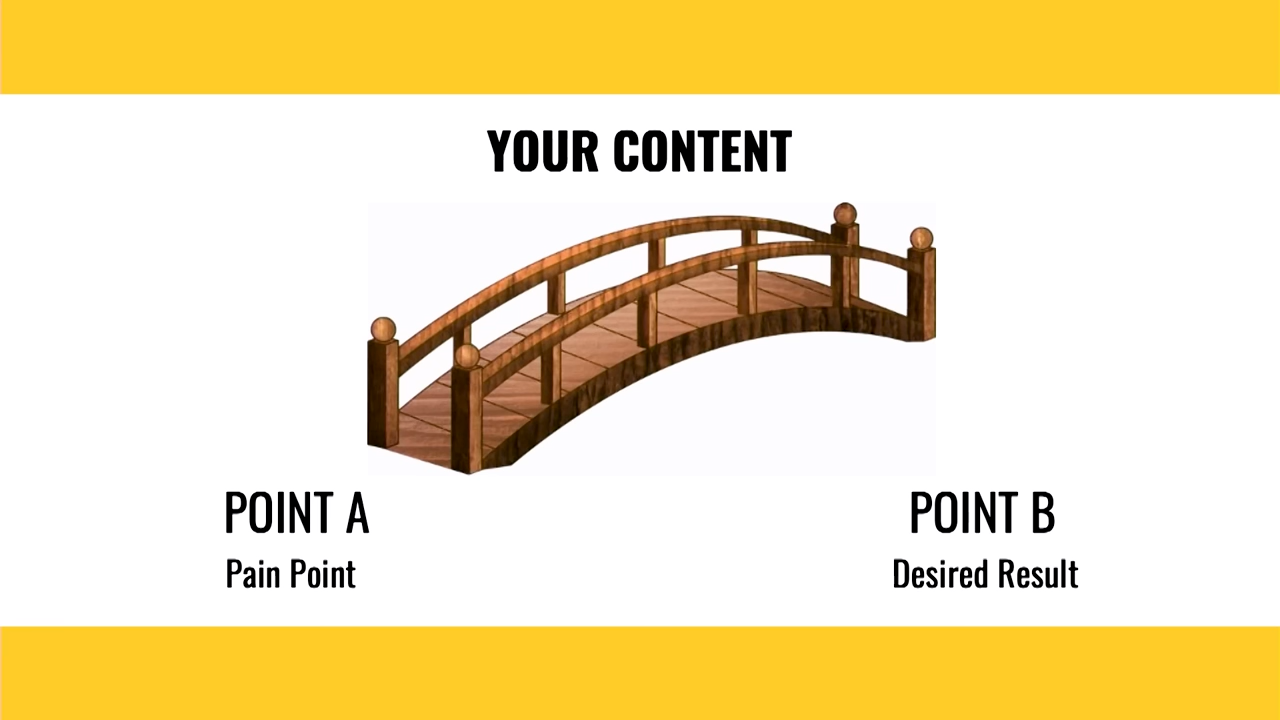 YOUR CONTENT
POINT A
POINT B
Pain Point
Desired Result